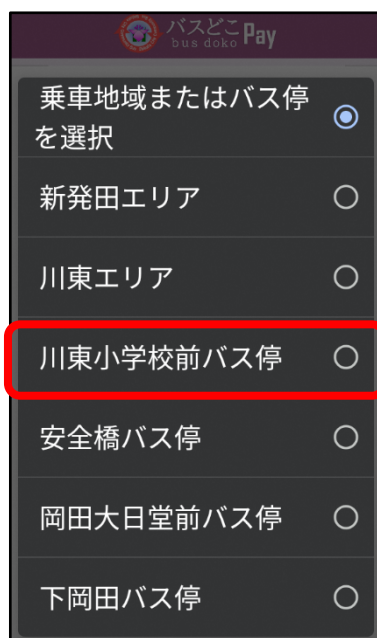 バスどこ Pay
bus doko
乗車地域またはバス停
を選択
新発田エリア
川東エリア
川東小学校前バス停
安全橋バス停
岡田大日堂前バス停
下岡田バス停